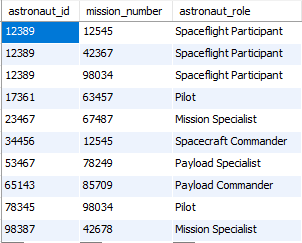 astronaut_id mission_number astronaut_role
12389 12545 Spaceflight Participant
12389 42367 Spaceflight Participant
12389 98034 Spaceflight Participant
17361 63457 Pilot
23467 67487 Mission Specialist
34456 12545 Spacecraft Commander
53467 78249 Payload Specialist
65143 85709 Payload Commander
78345 98034 Pilot
98387 42678 Mission Specialist